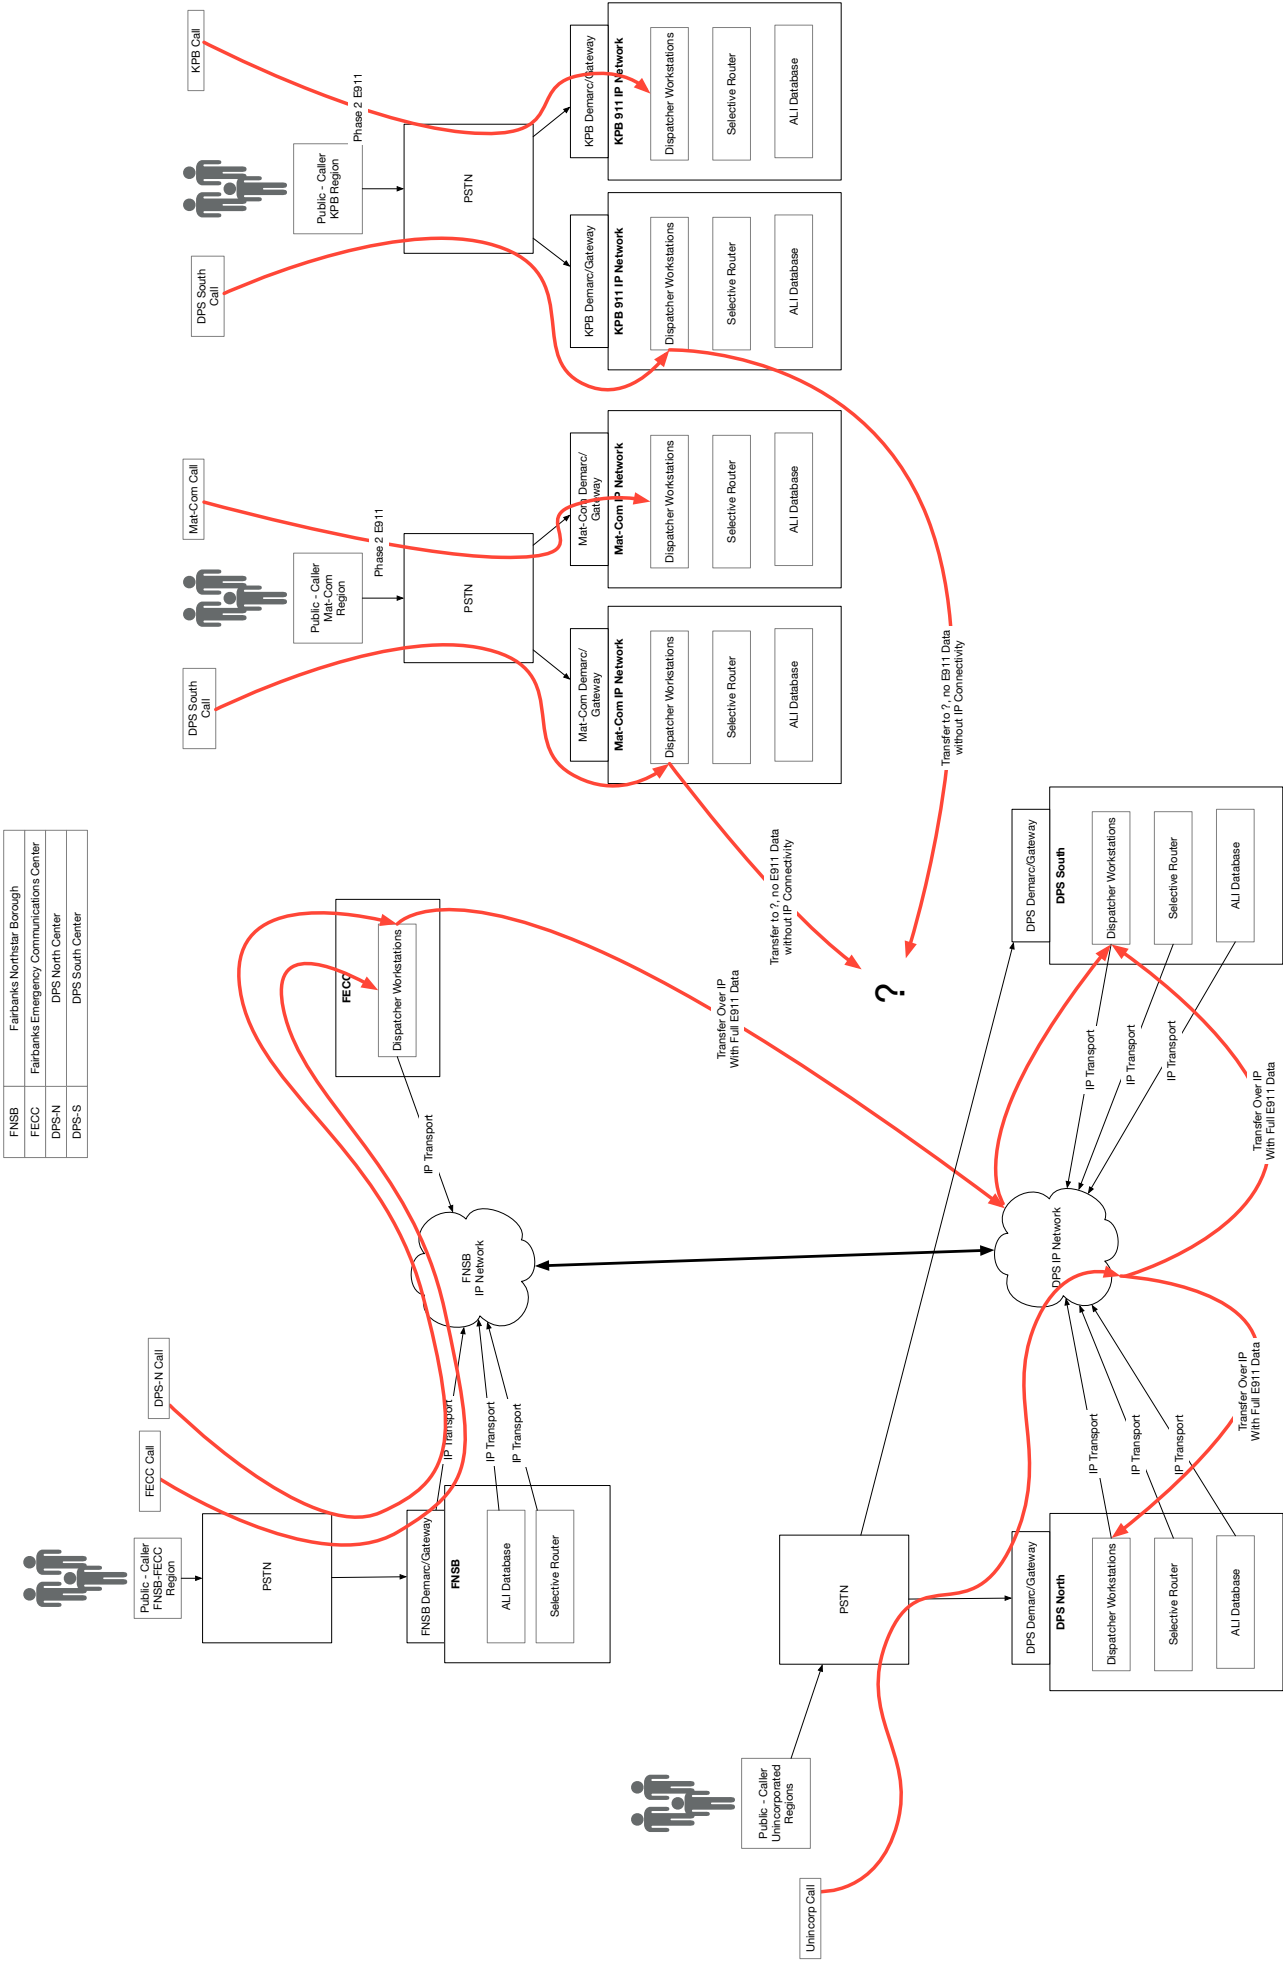 FNSB
Fairbanks Northstar Borough
FECC
Fairbanks Emergency Communications Center
DPS-N
DPS North Center
DPS-S
DPS South Center
FECC Call
DPS-N Call
Public - Caller
FNSB-FECC
Region
PSTN
FNSB Demarc/Gateway
FNSB
ALI Database
Selective Router
IP Transport
IP Transport
IP Transport
FNSB
IP Network
IP Transport
FECC
Dispatcher Workstations
Transfer Over IP
With Full E911 Data
DPS South
Call
Mat-Com Call
Public - Caller
Mat-Com
Region
Phase 2 E911
PSTN
Mat-Com Demarc/
Gateway
Mat-Com IP Network
Dispatcher Workstations
Selective Router
ALI Database
Mat-Com Demarc/
Gateway
Mat-Com IP Network
Dispatcher Workstations
Selective Router
ALI Database
Transfer to ?, no E911 Data
without IP Connectivity
DPS South
Call
KPB Call
Public - Caller
KPB Region
Phase 2 E911
PSTN
KPB Demarc/Gateway
KPB 911 IP Network
Dispatcher Workstations
Selective Router
ALI Database
KPB Demarc/Gateway
KPB 911 IP Network
Dispatcher Workstations
Selective Router
ALI Database
Transfer to ?, no E911 Data
without IP Connectivity
?
Unincorp Call
Public - Caller
Unincorporated
Regions
PSTN
DPS Demarc/Gateway
DPS North
Dispatcher Workstations
Selective Router
ALI Database
IP Transport
IP Transport
IP Transport
Transfer Over IP
With Full E911 Data
DPS IP Network
IP Transport
IP Transport
IP Transport
Transfer Over IP
With Full E911 Data
DPS Demarc/Gateway
DPS South
Dispatcher Workstations
Selective Router
ALI Database